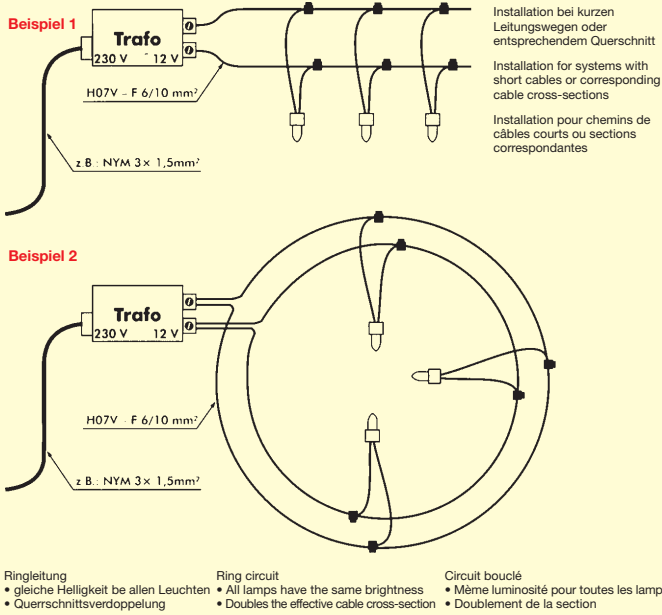 Beispiel 1
Trafo
230 V 12 V
H07V - F 6/10 mm²
z.B.: NYM 3× 1,5mm²
Installation bei kurzen
Leitungswegen oder
entsprechendem Querschnitt
Installation for systems with
short cables or corresponding
cable cross-sections
Installation pour chemins de
câbles courts ou sections
correspondantes
Beispiel 2
Trafo
230 V 12 V
H07V - F 6/10 mm²
z.B.: NYM 3× 1,5mm²
Ringleitung
• gleiche Helligkeit be allen Leuchten
• Querrschnittsverdoppelung
Ring circuit
• All lamps have the same brightness
• Doubles the effective cable cross-section
Circuit bouclé
• Mème luminosité pour toutes les lamp
• Doublement de la section